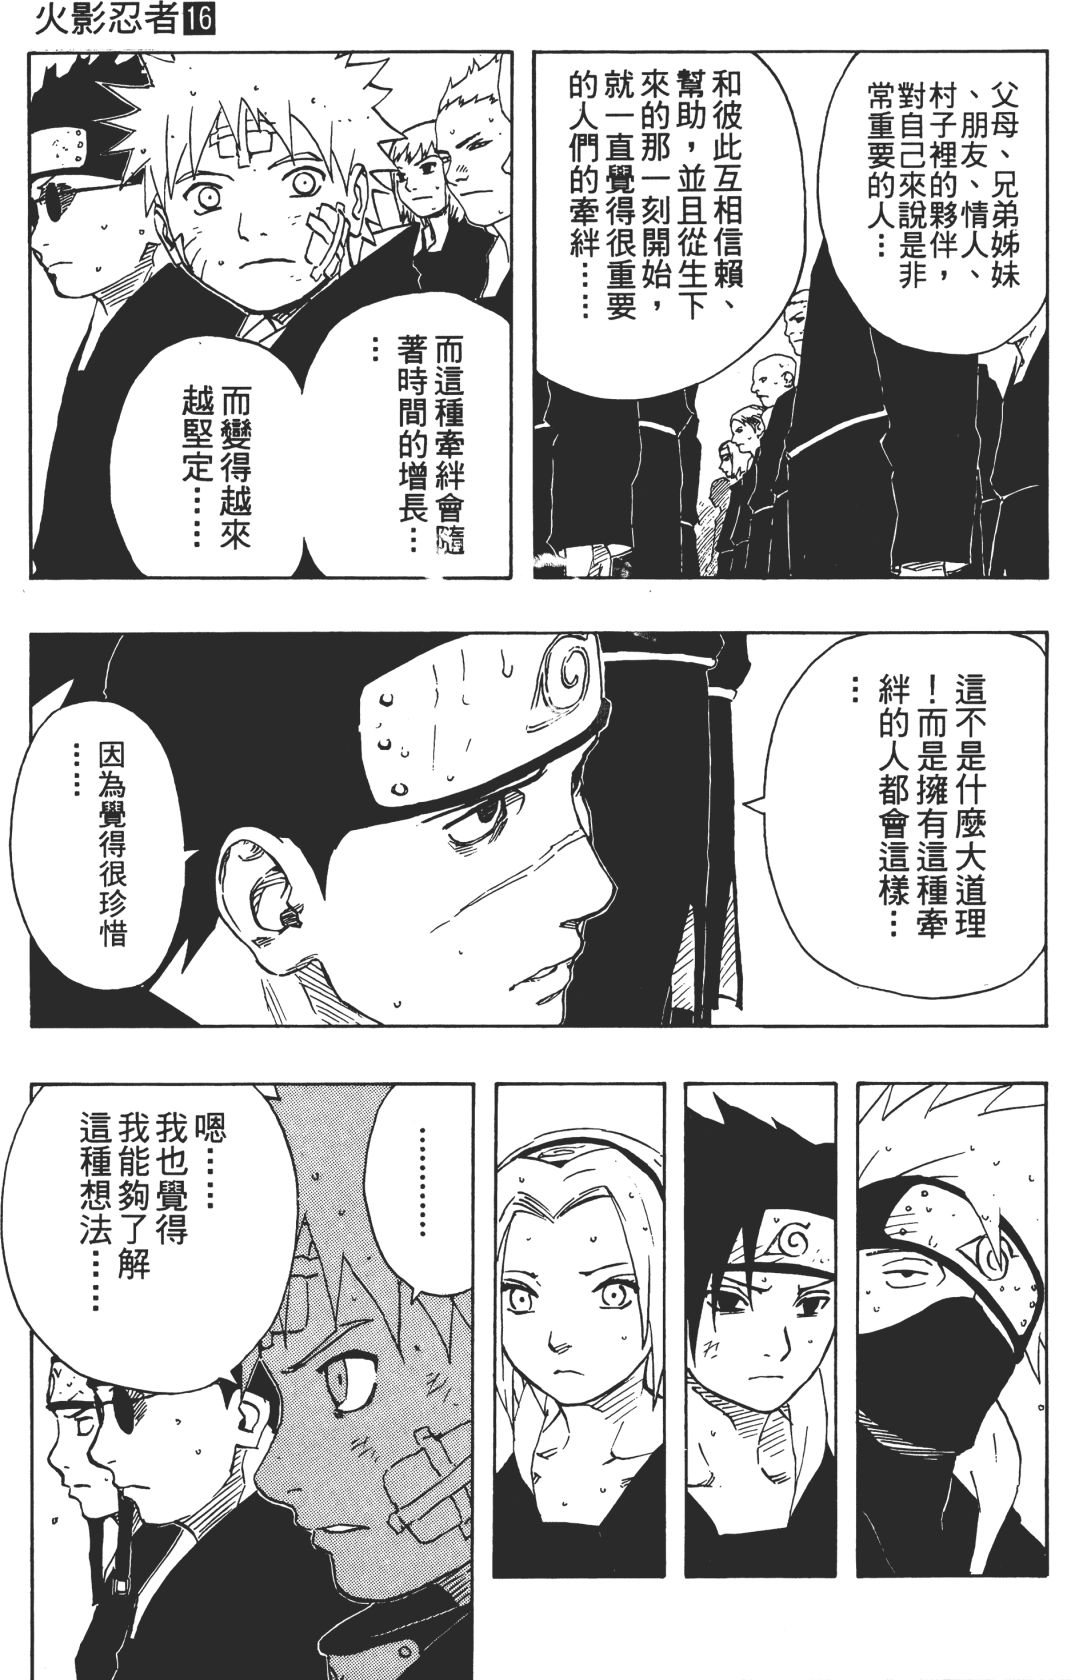 火影忍者16
父母、兄弟姊妹
、朋友、情人、
村子裡的夥伴，
對自己來說是非
常重要的人…
和彼此互相信賴、
幫助，並且從生下
來的那一刻開始，
就一直覺得很重要
的人們的牽絆……
而這種牽絆會隨
著時間的增長…
…
而變得越來
越堅定……
這不是什麼大道理
！而是擁有這種牽
絆的人都會這樣…
…
因為覺得很珍惜
……
…………
嗯……
我也覺得
我能夠了解
這種想法……